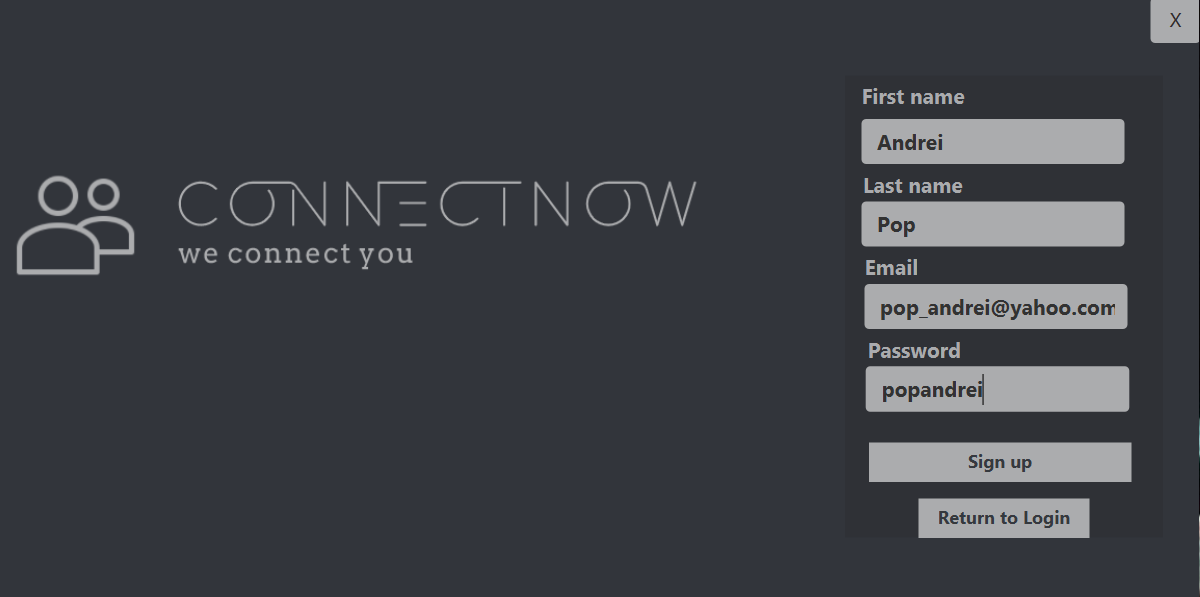 X
CONNECTNOW
we connect you
First name
Andrei
Last name
Pop
Email
pop_andrei@yahoo.com
Password
popandrei
Sign up
Return to Login